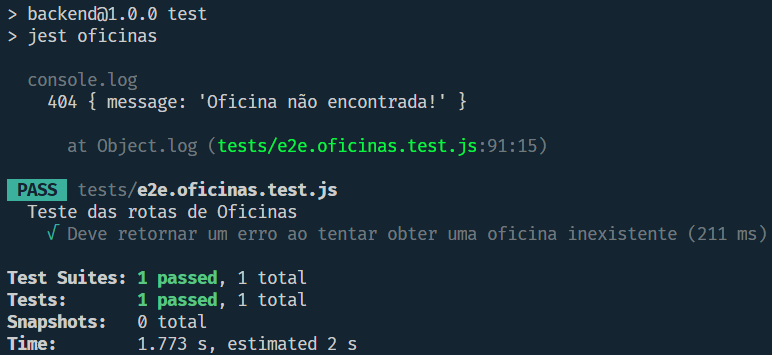 > backend@1.0.0 test
> jest oficinas
console.log
404 { message: 'Oficina não encontrada!' }
at Object.log (tests/e2e.oficinas.test.js:91:15)
PASS tests/e2e.oficinas.test.js
Teste das rotas de Oficinas
√ Deve retornar um erro ao tentar obter uma oficina inexistente (211 ms)
Test Suites: 1 passed, 1 total
Tests: 1 passed, 1 total
Snapshots: 0 total
Time: 1.773 s, estimated 2 s